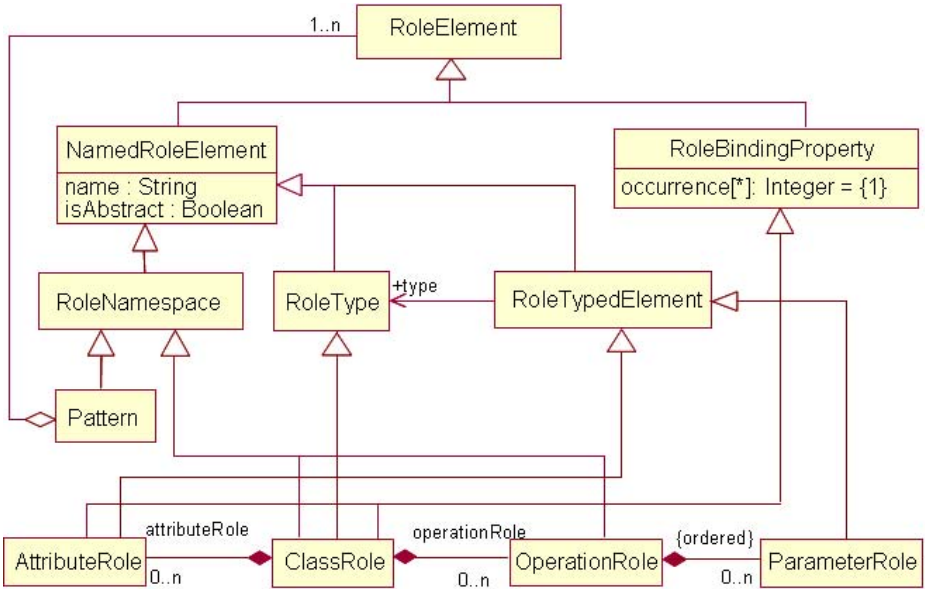 1..n
RoleElement
NamedRoleElement
name : String
isAbstract : Boolean
RoleBindingProperty
occurrence[*]: Integer = {1}
RoleNamespace
RoleType
+type
RoleTypedElement
Pattern
attributeRole
operationRole
{ordered}
AttributeRole
0..n
ClassRole
0..n
OperationRole
0..n
ParameterRole